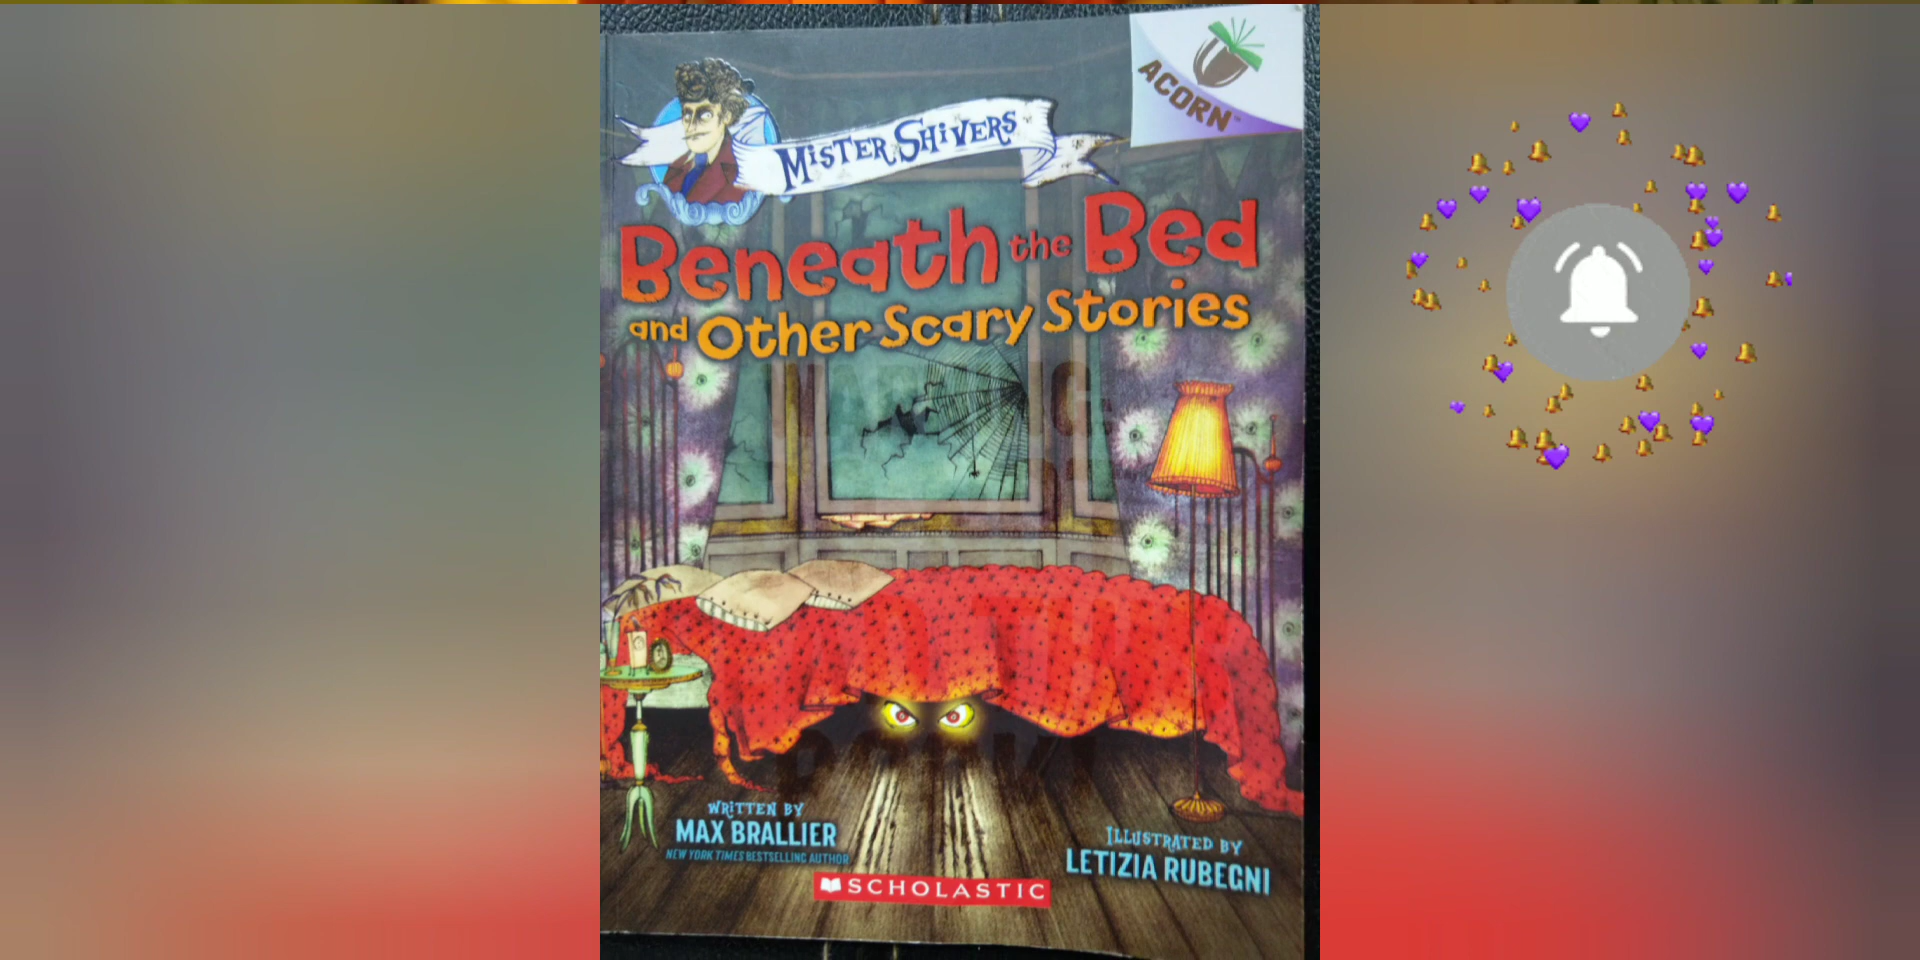 ACORN™
MISTER SHIVERS
Beneath the Bed
and Other Scary Stories
WRITTEN BY
MAX BRALLIER
NEW YORK TIMES BESTSELLING AUTHOR
ILLUSTRATED BY
LETIZIA RUBEGNI
SCHOLASTIC